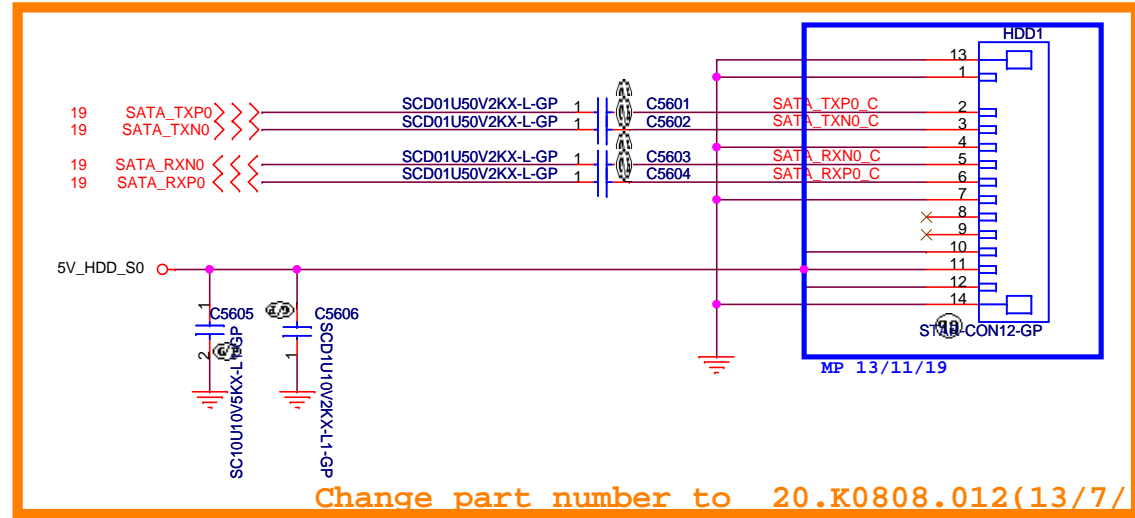 HDD1
13
1
19 SATA_TXP0 SCD01U50V2KX-L-GP 1 C5601 SATA_TXP0_C 2
19 SATA_TXN0 SCD01U50V2KX-L-GP 1 C5602 SATA_TXN0_C 3
4
19 SATA_RXN0 SCD01U50V2KX-L-GP 1 C5603 SATA_RXN0_C 5
19 SATA_RXP0 SCD01U50V2KX-L-GP 1 C5604 SATA_RXP0_C 6
7
8
9
10
5V_HDD_S0 11
12
14
1 C5605 C5606
2 1
SC10U10V5KX-L1-GP
SCD1U10V2KX-L1-GP
MP 13/11/19
Change part number to 20.K0808.012(13/7/